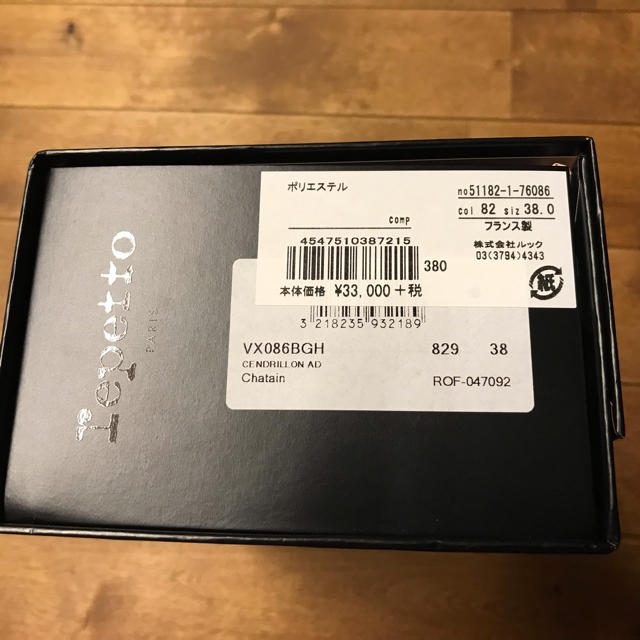 repetto
PARIS
ポリエステル
comp
no51182-1-76086
col 82 siz 38.0
フランス製
株式会社ルック
03(3794)4343
紙
4547510387215
380
本体価格 ¥33,000+税
3 218235 932189
VX086BGH 829 38
CENDRILLON AD
Chatain ROF-047092